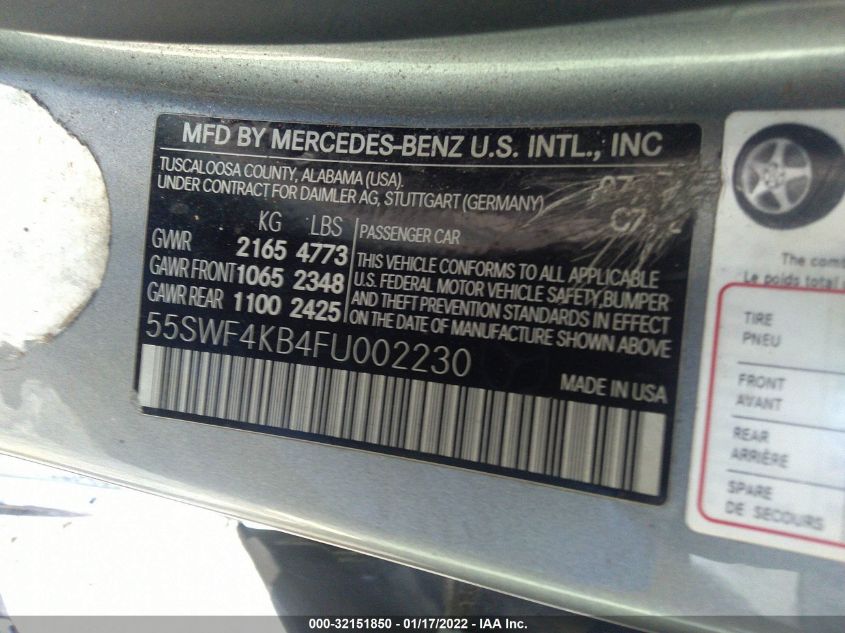 MFD BY MERCEDES-BENZ U.S. INTL., INC
TUSCALOOSA COUNTY, ALABAMA (USA).
UNDER CONTRACT FOR DAIMLER AG, STUTTGART (GERMANY)
KG LBS
GVWR 2165 4773
GAWR FRONT 1065 2348
GAWR REAR 1100 2425
PASSENGER CAR
THIS VEHICLE CONFORMS TO ALL APPLICABLE
U.S. FEDERAL MOTOR VEHICLE SAFETY, BUMPER
AND THEFT PREVENTION STANDARDS IN EFFECT
ON THE DATE OF MANUFACTURE SHOWN ABOVE
55SWF4KB4FU002230
MADE IN USA
The
Le poids total
TIRE
PNEU
FRONT
AVANT
REAR
ARRIÈRE
SPARE
DE SECOURS
000-32151850 - 01/17/2022 - IAA Inc.